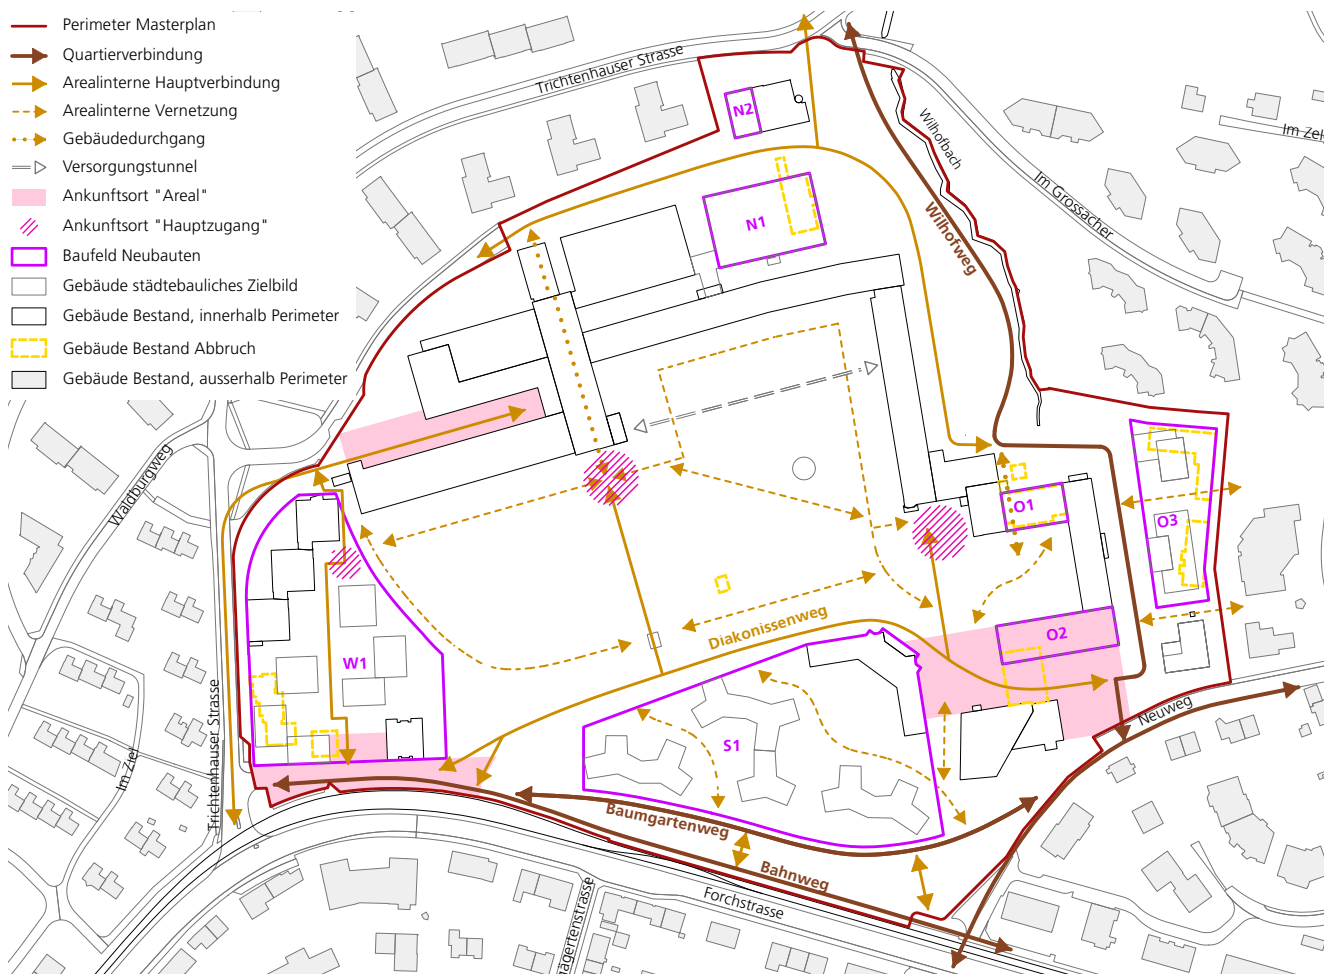 Perimeter Masterplan
Quartierverbindung
Arealinterne Hauptverbindung
Arealinterne Vernetzung
Gebäudedurchgang
Versorgungstunnel
Ankunftsort "Areal"
Ankunftsort "Hauptzugang"
Baufeld Neubauten
Gebäude städtebauliches Zielbild
Gebäude Bestand, innerhalb Perimeter
Gebäude Bestand Abbruch
Gebäude Bestand, ausserhalb Perimeter
Trichtenhauser Strasse
N2
Wilhofbach
Im Zel
Im Grossacher
N1
Wilhofweg
Waldburgweg
O1
O3
Diakonissenweg
O2
W1
Neuweg
S1
Im Ziel
Trichtenhauser Strasse
Baumgartenweg
Bahnweg
Forchstrasse
ägertenstrasse